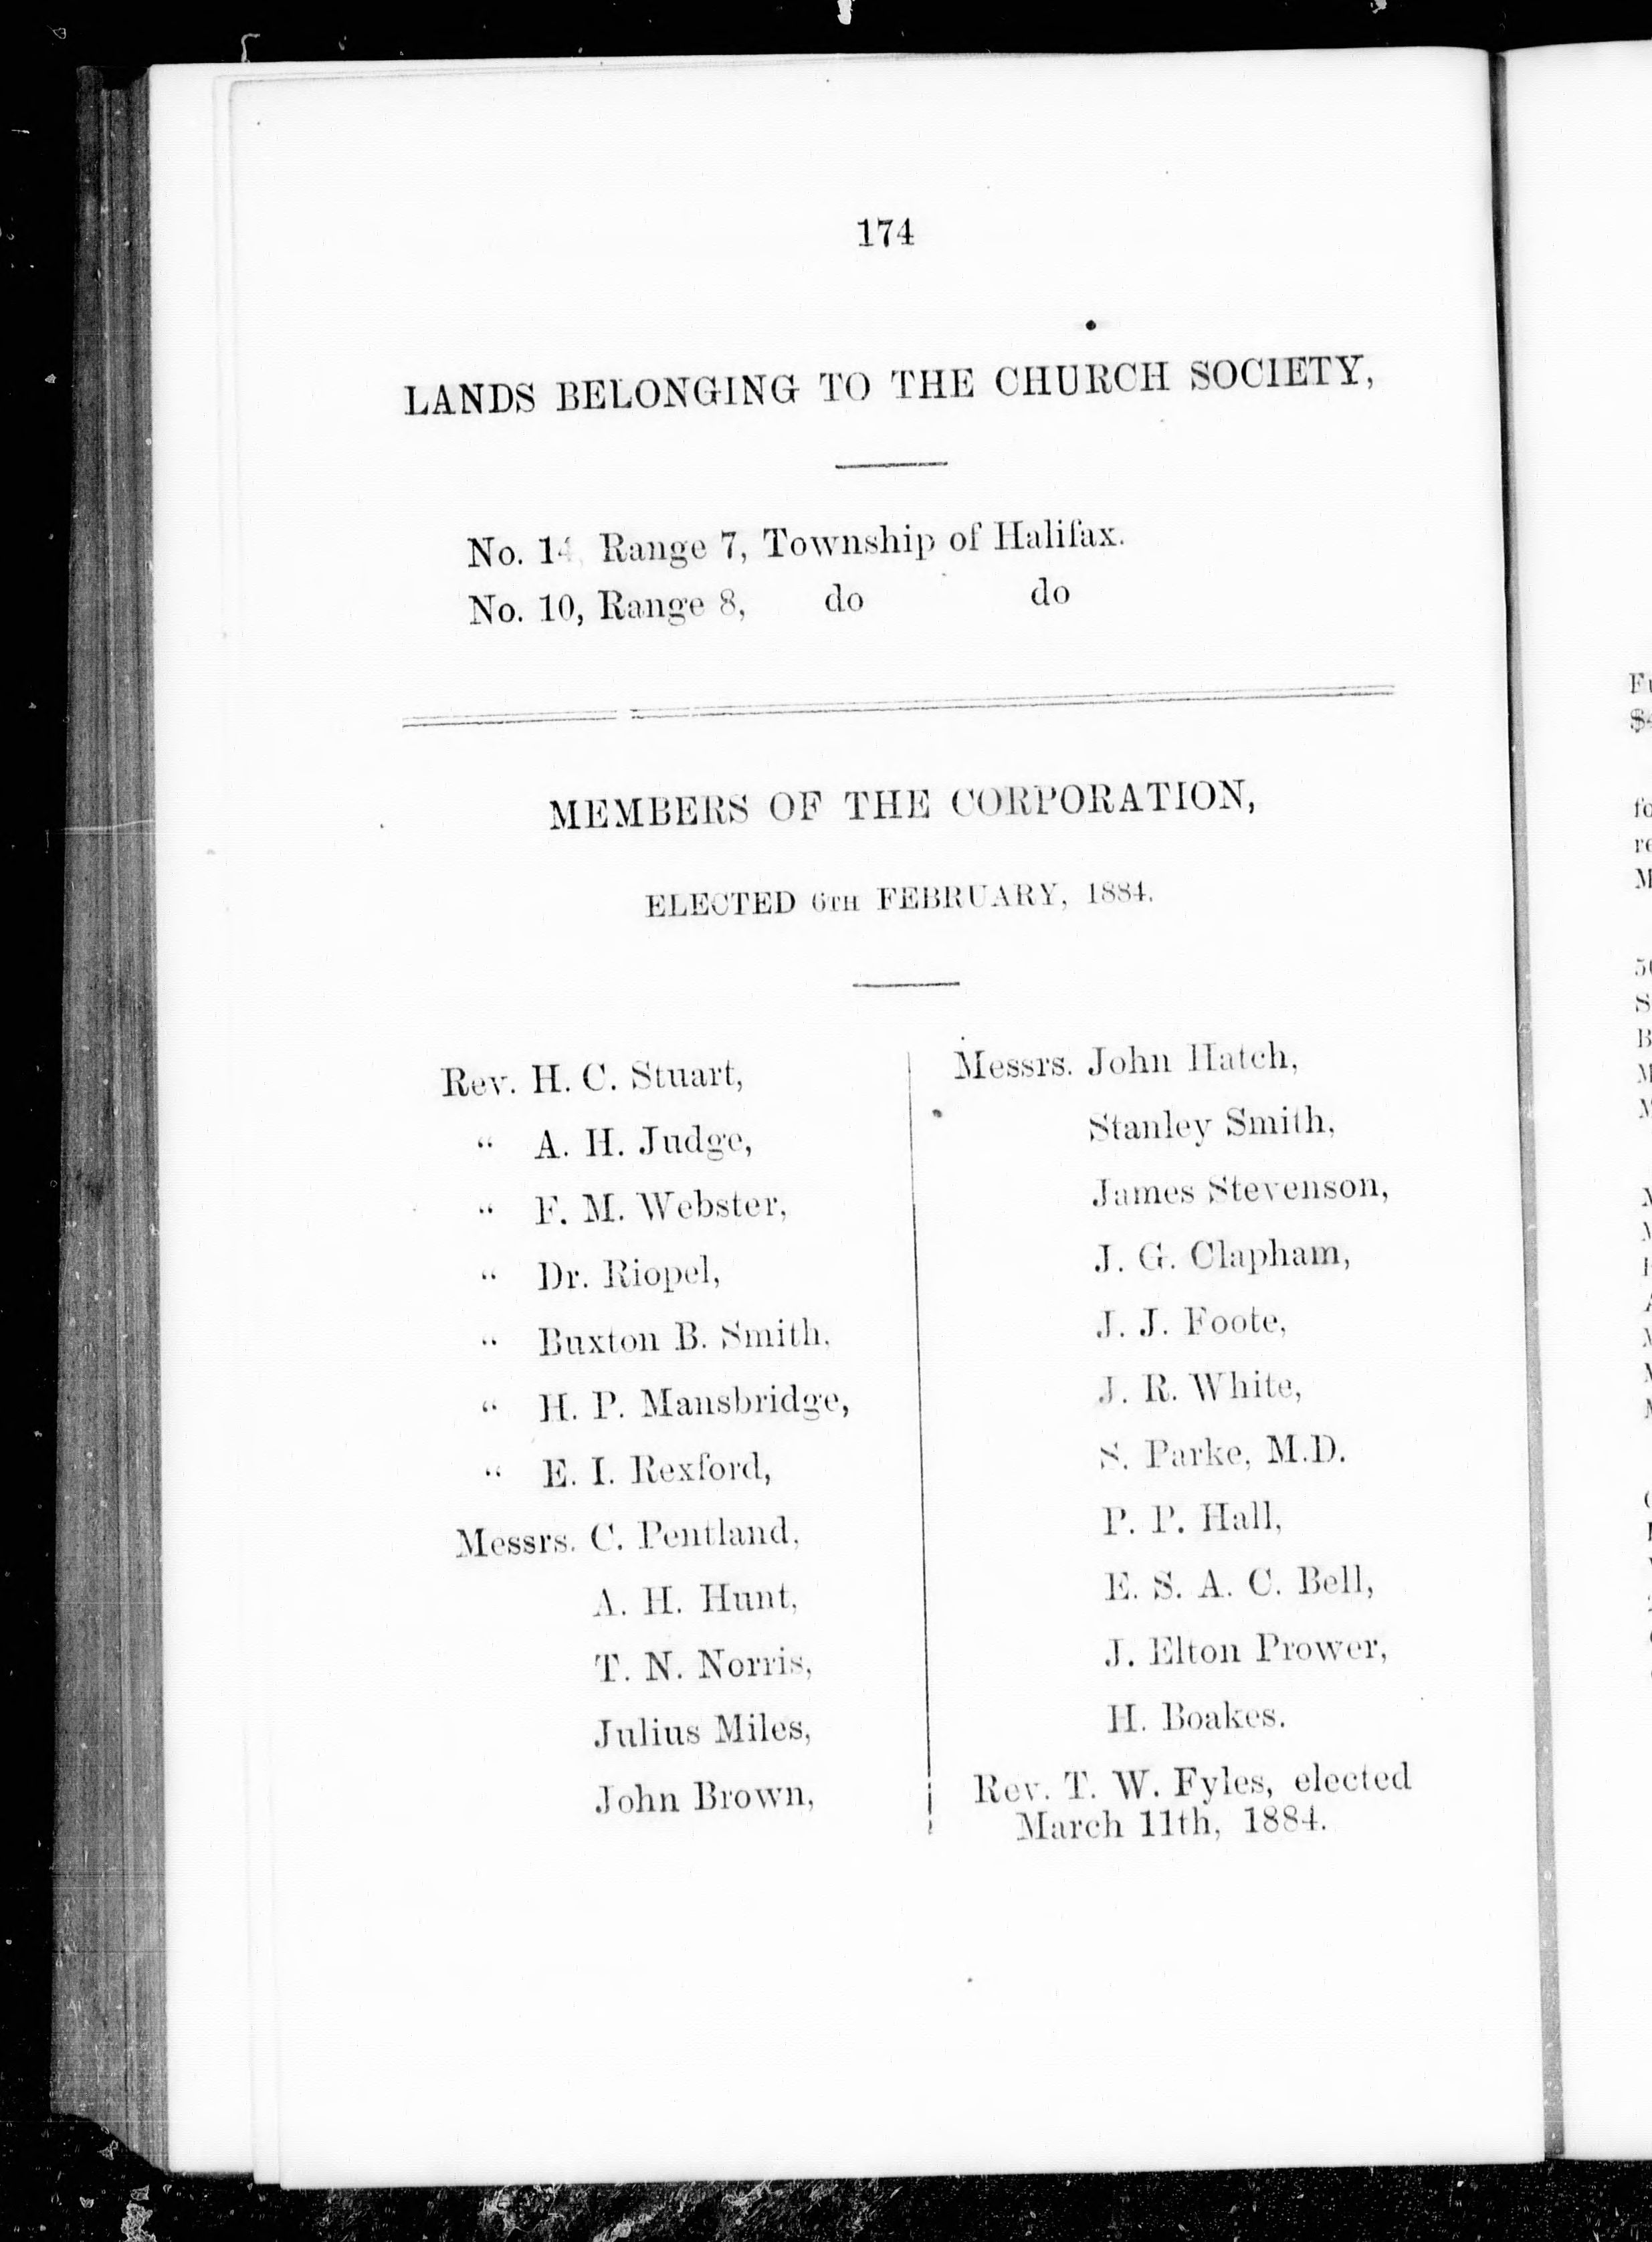 174
LANDS BELONGING TO THE CHURCH SOCIETY,
No. 14, Range 7, Township of Halifax.
No. 10, Range 8, do do
MEMBERS OF THE CORPORATION,
ELECTED 6TH FEBRUARY, 1884.
Rev. H. C. Stuart,
“ A. H. Judge,
“ F. M. Webster,
“ Dr. Riopel,
“ Buxton B. Smith,
“ H. P. Mansbridge,
“ E. I. Rexford,
Messrs. C. Pentland,
A. H. Hunt,
T. N. Norris,
Julius Miles,
John Brown,
Messrs. John Hatch,
Stanley Smith,
James Stevenson,
J. G. Clapham,
J. J. Foote,
J. R. White,
S. Parke, M.D.
P. P. Hall,
E. S. A. C. Bell,
J. Elton Prower,
H. Boakes.
Rev. T. W. Fyles, elected
March 11th, 1884.